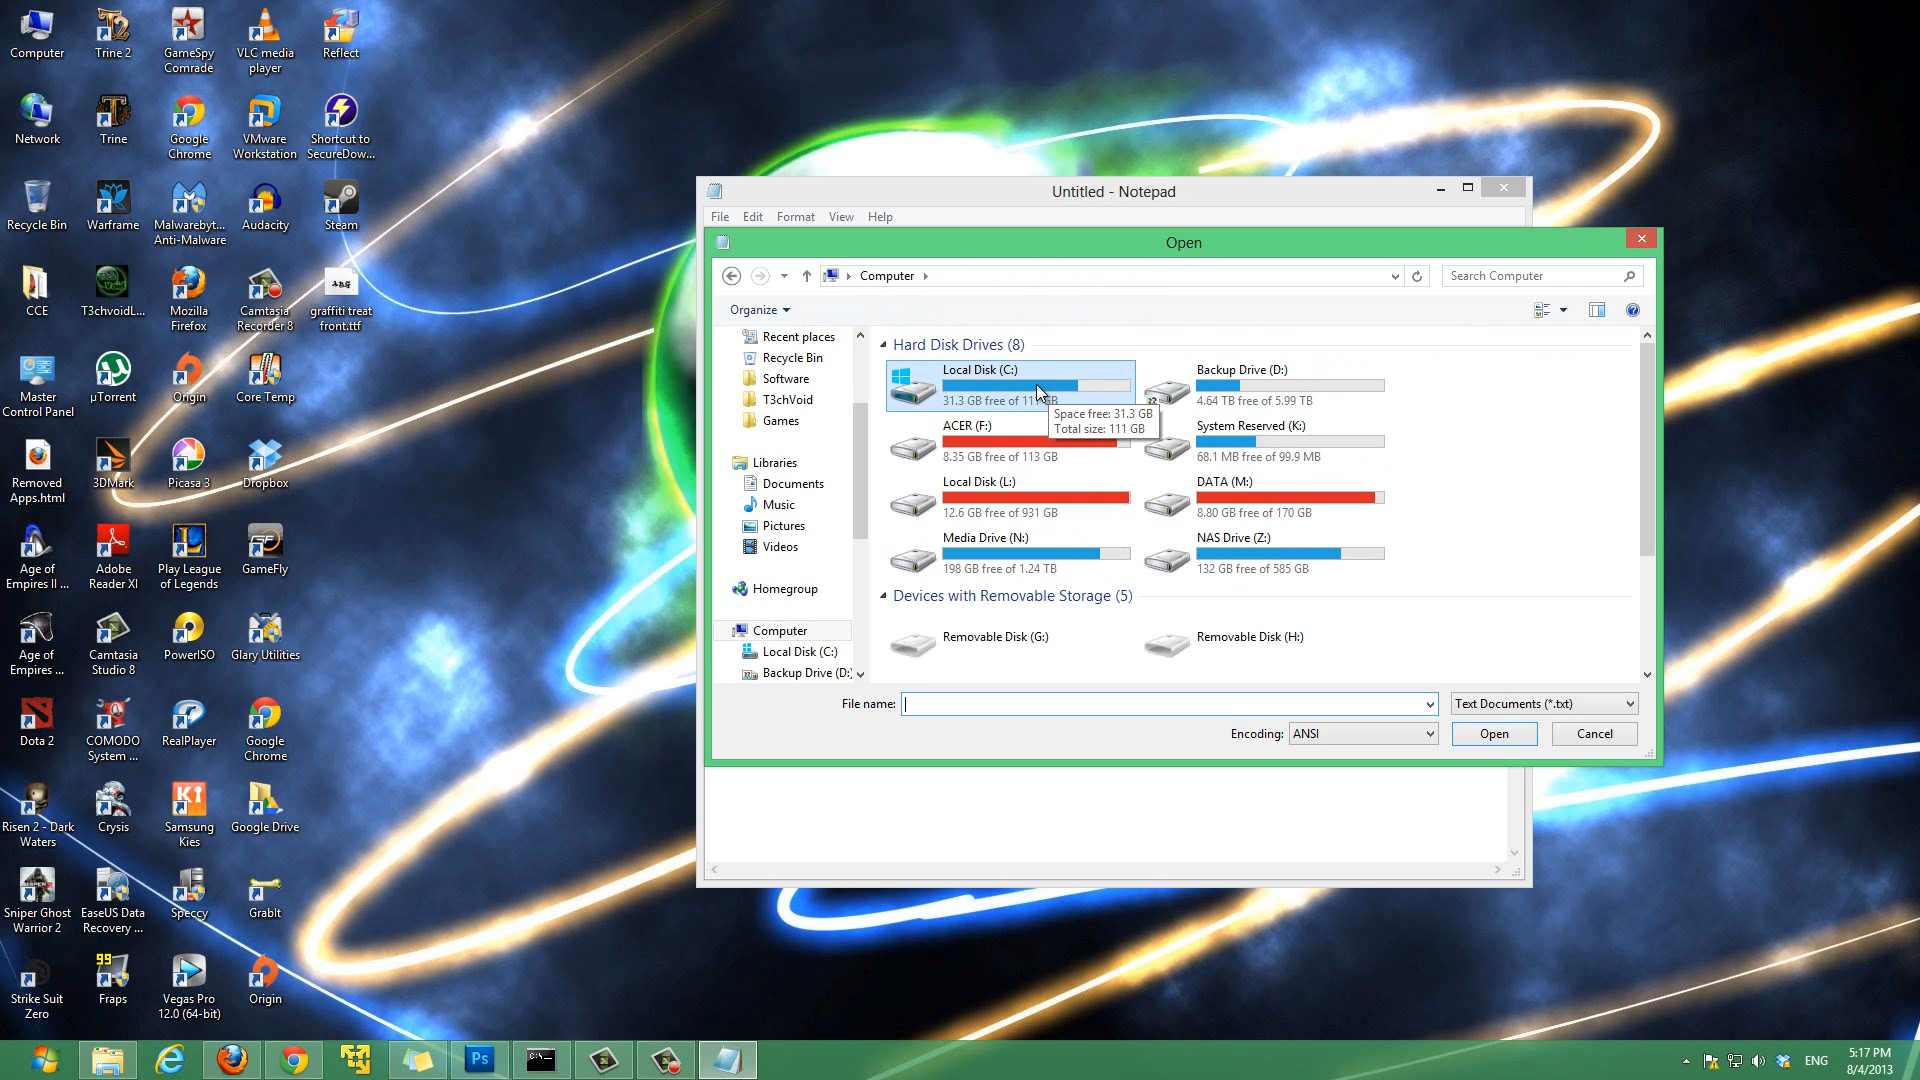 Computer
Trine 2
GameSpy
Comrade
VLC media
player
Reflect
Network
Trine
Google
Chrome
VMware
Workstation
Shortcut to
SecureDow...
Recycle Bin
Warframe
Malwarebyt...
Anti-Malware
Audacity
Steam
CCE
T3chvoidL...
Mozilla
Firefox
Camtasia
Recorder 8
graffiti treat
front.ttf
Master
Control Panel
µTorrent
Origin
Core Temp
Removed
Apps.html
3DMark
Picasa 3
Dropbox
Age of
Empires II ...
Adobe
Reader XI
Play League
of Legends
GameFly
Age of
Empires ...
Camtasia
Studio 8
PowerISO
Glary Utilities
Dota 2
COMODO
System ...
RealPlayer
Google
Chrome
Risen 2 - Dark
Waters
Crysis
Samsung
Kies
Google Drive
Sniper Ghost
Warrior 2
EaseUS Data
Recovery ...
Speccy
GrabIt
Strike Suit
Zero
99
Fraps
Vegas Pro
12.0 (64-bit)
Origin
Untitled - Notepad
File Edit Format View Help
Open
Computer
Search Computer
Organize
Recent places
Recycle Bin
Software
T3chVoid
Games
Libraries
Documents
Music
Pictures
Videos
Homegroup
Computer
Local Disk (C:)
Backup Drive (D:)
Hard Disk Drives (8)
Local Disk (C:)
31.3 GB free of 111 GB
Backup Drive (D:)
4.64 TB free of 5.99 TB
Space free: 31.3 GB
Total size: 111 GB
ACER (F:)
8.35 GB free of 113 GB
System Reserved (K:)
68.1 MB free of 99.9 MB
Local Disk (L:)
12.6 GB free of 931 GB
DATA (M:)
8.80 GB free of 170 GB
Media Drive (N:)
198 GB free of 1.24 TB
NAS Drive (Z:)
132 GB free of 585 GB
Devices with Removable Storage (5)
Removable Disk (G:)
Removable Disk (H:)
File name:
Text Documents (*.txt)
Encoding: ANSI
Open
Cancel
Ps
C:\_
ENG
5:17 PM
8/4/2013